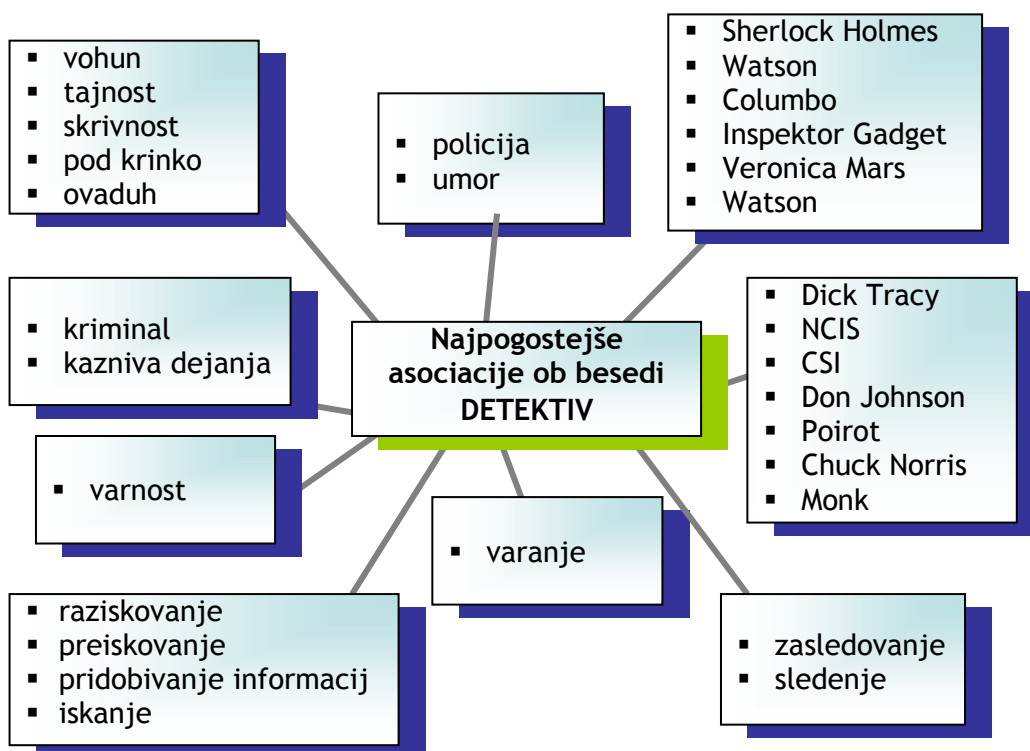 ▪ vohun
▪ tajnost
▪ skrivnost
▪ pod krinko
▪ ovaduh
▪ policija
▪ umor
▪ Sherlock Holmes
▪ Watson
▪ Columbo
▪ Inspektor Gadget
▪ Veronica Mars
▪ Watson
▪ kriminal
▪ kazniva dejanja
Najpogostejše
asociacije ob besedi
DETEKTIV
▪ Dick Tracy
▪ NCIS
▪ CSI
▪ Don Johnson
▪ Poirot
▪ Chuck Norris
▪ Monk
▪ varnost
▪ varanje
▪ raziskovanje
▪ preiskovanje
▪ pridobivanje informacij
▪ iskanje
▪ zasledovanje
▪ sledenje